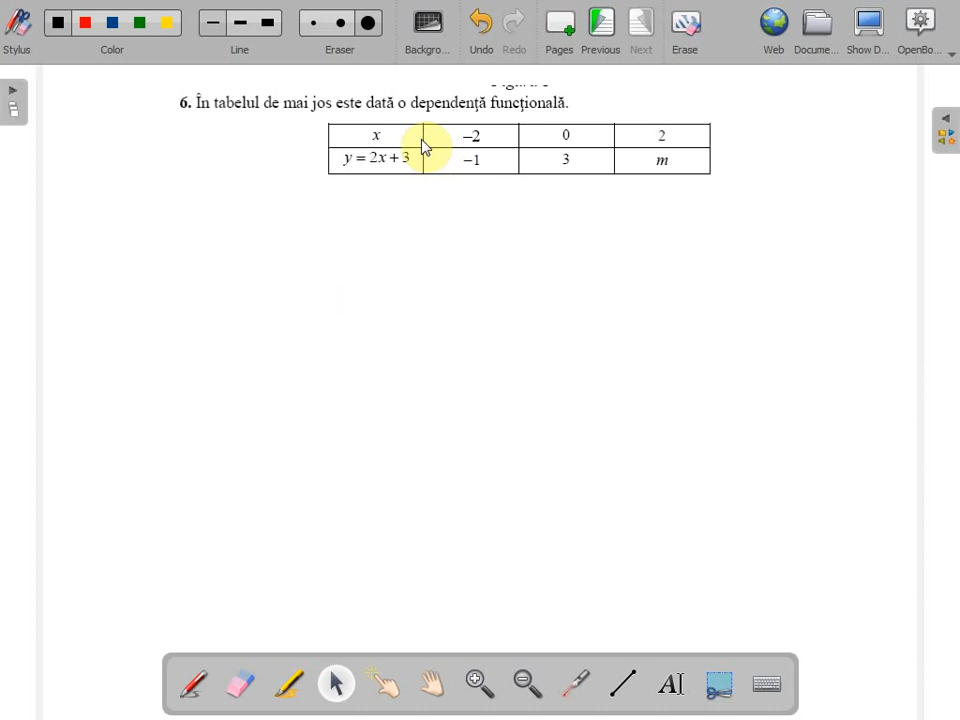 Stylus
Color
Line
Eraser
Backgro...
Undo
Redo
Pages
Previous
Next
Erase
Web
Docume...
Show D...
OpenBo...
6. În tabelul de mai jos este dată o dependență funcțională.
x −2 0 2
y = 2x + 3 −1 3 m